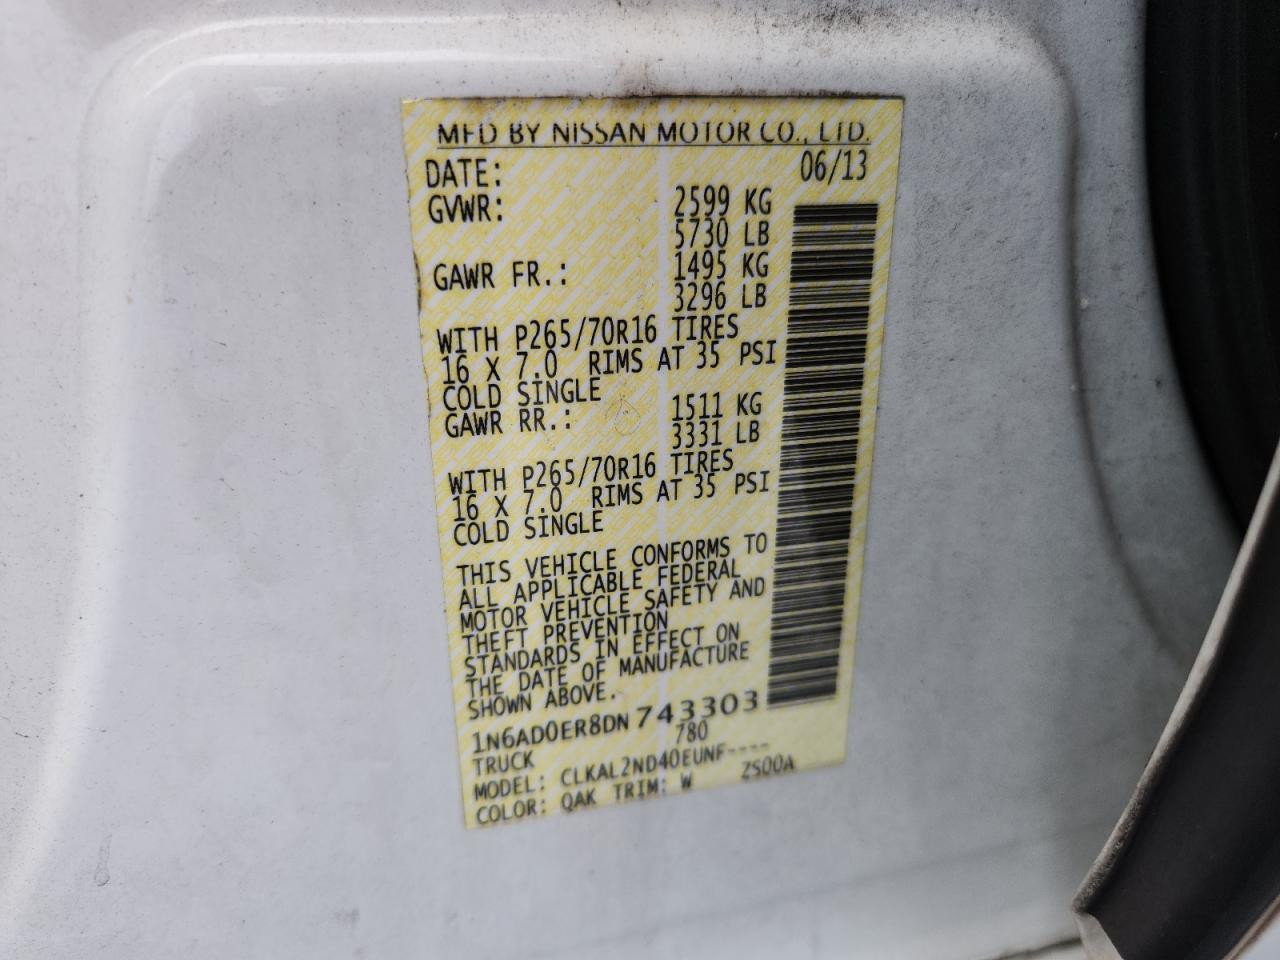 MFD BY NISSAN MOTOR CO., LTD.
DATE: 06/13
GVWR: 2599 KG
5730 LB
GAWR FR.: 1495 KG
3296 LB
WITH P265/70R16 TIRES
16 X 7.0 RIMS AT 35 PSI
COLD SINGLE
GAWR RR.: 1511 KG
3331 LB
WITH P265/70R16 TIRES
16 X 7.0 RIMS AT 35 PSI
COLD SINGLE
THIS VEHICLE CONFORMS TO
ALL APPLICABLE FEDERAL
MOTOR VEHICLE SAFETY AND
THEFT PREVENTION
STANDARDS IN EFFECT ON
THE DATE OF MANUFACTURE
SHOWN ABOVE.
1N6AD0ER8DN743303
TRUCK 780
MODEL: CLKAL2ND40EUNF----
COLOR: QAK TRIM: W ZS00A